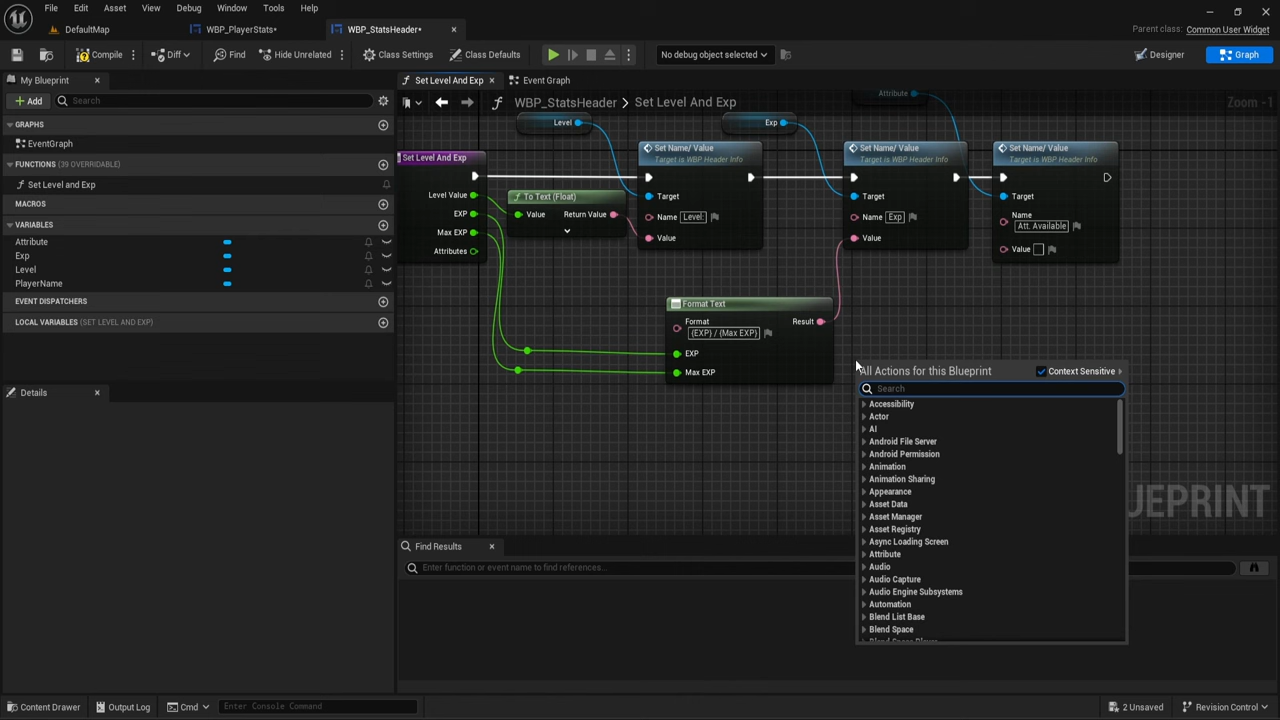 File Edit Asset View Debug Window Tools Help
DefaultMap
WBP_PlayerStats*
WBP_StatsHeader*
Parent class: Common User Widget
Compile
Diff
Find
Hide Unrelated
Class Settings
Class Defaults
No debug object selected
Designer
Graph
My Blueprint
Set Level And Exp
Event Graph
Add
Search
WBP_StatsHeader > Set Level And Exp
Zoom -1
GRAPHS
EventGraph
FUNCTIONS (39 OVERRIDABLE)
Set Level and Exp
MACROS
VARIABLES
Attribute
Exp
Level
PlayerName
EVENT DISPATCHERS
LOCAL VARIABLES (SET LEVEL AND EXP)
Details
Attribute
Level
Exp
Set Level And Exp
Level Value
EXP
Max EXP
Attributes
To Text (Float)
Value
Return Value
Set Name/ Value
Target is WBP Header Info
Target
Name Level:
Value
Set Name/ Value
Target is WBP Header Info
Target
Name Exp
Value
Set Name/ Value
Target is WBP Header Info
Target
Name
Att. Available
Value
Format Text
Format
{EXP} / {Max EXP}
Result
EXP
Max EXP
All Actions for this Blueprint
Context Sensitive
Search
Accessibility
Actor
AI
Android File Server
Android Permission
Animation
Animation Sharing
Appearance
Asset Data
Asset Manager
Asset Registry
Async Loading Screen
Attribute
Audio
Audio Capture
Audio Engine Subsystems
Automation
Blend List Base
Blend Space
Blend Space Player
UEPRINT
Find Results
Enter function or event name to find references...
Content Drawer
Output Log
Cmd
Enter Console Command
2 Unsaved
Revision Control